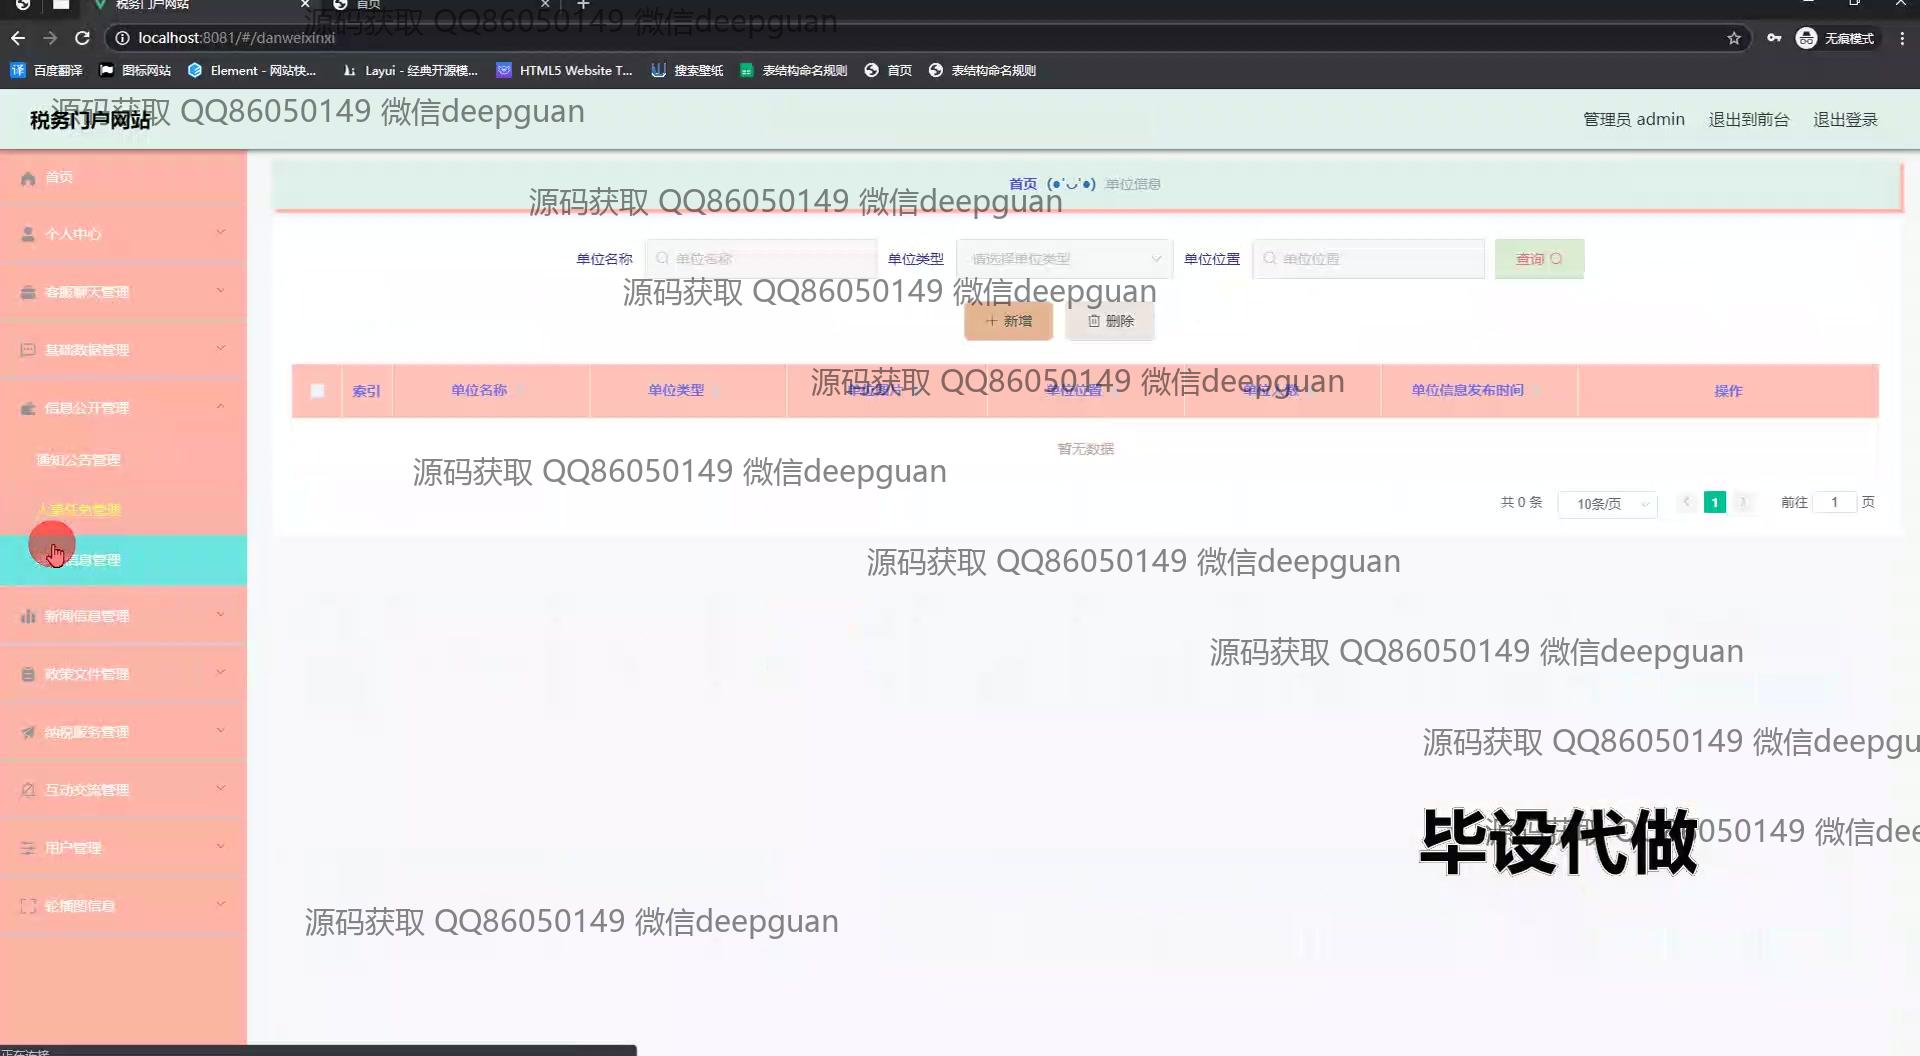 税务门户网站
首页
源码获取 QQ86050149 微信deepguan
localhost:8081/#/danweixinxi
无痕模式
百度翻译
图标网站
Element - 网站快...
Layui - 经典开源模...
HTML5 Website T...
搜索壁纸
表结构命名规则
首页
表结构命名规则
源码获取 QQ86050149 微信deepguan
税务门户网站
管理员 admin
退出到前台
退出登录
首页
个人中心
客服聊天管理
基础数据管理
信息公开管理
通知公告管理
人事任免管理
信息管理
新闻信息管理
政策文件管理
纳税服务管理
互动交流管理
用户管理
轮播图信息
首页 (●'◡'●) 单位信息
源码获取 QQ86050149 微信deepguan
单位名称 单位名称 单位类型 请选择单位类型 单位位置 单位位置 查询
源码获取 QQ86050149 微信deepguan
新增 删除
索引 单位名称 单位类型 单位图片 单位位置 单位人数 单位信息发布时间 操作
源码获取 QQ86050149 微信deepguan
暂无数据
源码获取 QQ86050149 微信deepguan
共 0 条 10条/页 1 前往 1 页
源码获取 QQ86050149 微信deepguan
源码获取 QQ86050149 微信deepguan
源码获取 QQ86050149 微信deepgu
源码获取 QQ86050149 微信dee
毕设代做
源码获取 QQ86050149 微信deepguan